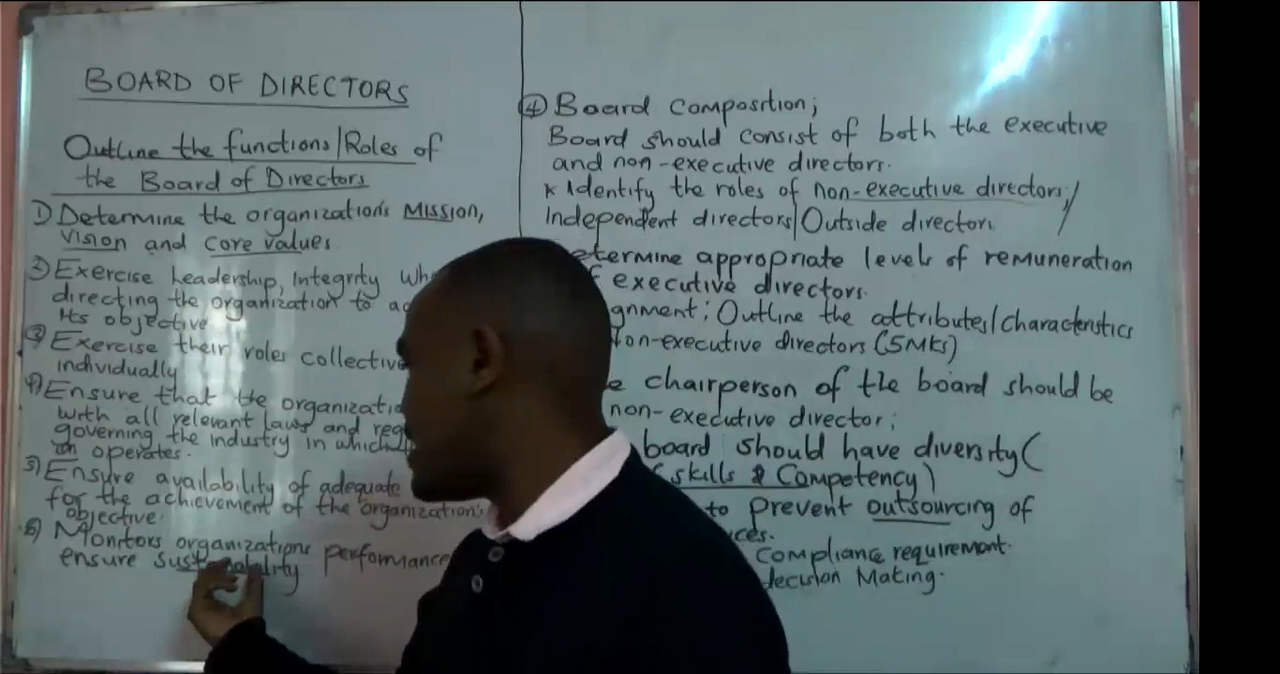 BOARD OF DIRECTORS
Outline the functions/Roles of
the Board of Directors
1) Determine the organization's Mission,
Vision and core values
Exercise leadership, Integrity
directing the organization to
Its objective
Exercise their roles
individually
4) Ensure that the
with all relevant laws and
governing the industry in which
operates.
5) Ensure availability of adequate
for the achievement of the organization's
objective.
6) Monitors organizations performance
ensure
④ Board Composition;
Board should consist of both the executive
and non-executive directors.
* Identify the roles of non-executive directors/
Independent directors/Outside directors
appropriate levels of remuneration
executive directors.
Outline the attributes/characteristics
executive directors (5MKs)
chairperson of the board should be
non-executive director;
board should have diversity (
skills & Competency)
to prevent outsourcing of
Compliance requirement.
decision Making.